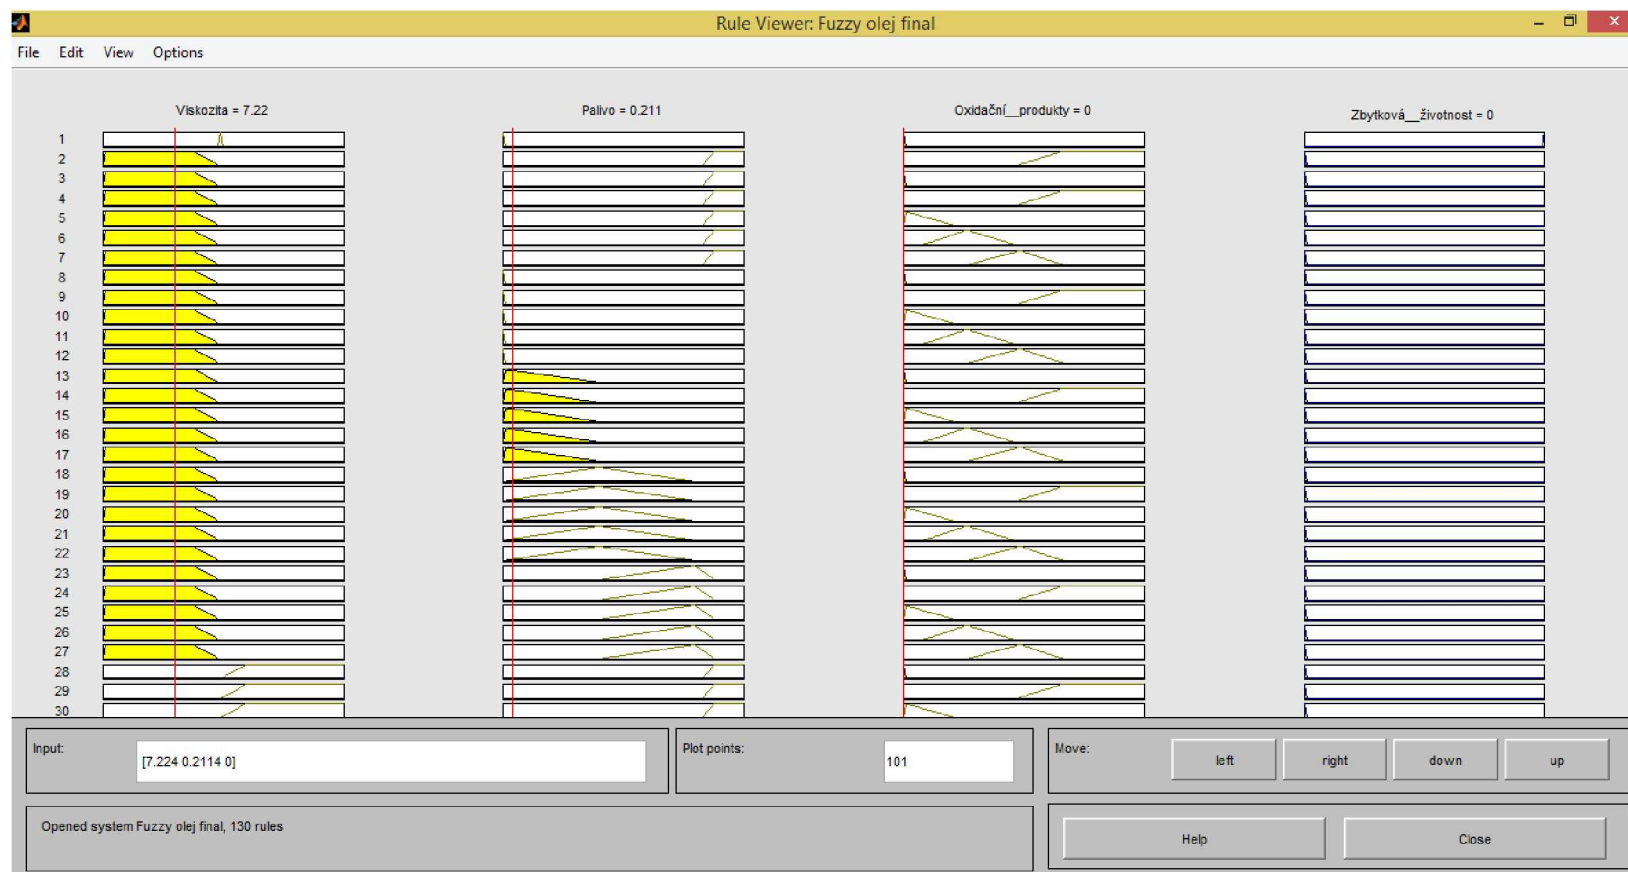 Rule Viewer: Fuzzy olej final
File Edit View Options
Viskozita = 7.22
Palivo = 0.211
Oxidační__produkty = 0
Zbytková__životnost = 0
1
2
3
4
5
6
7
8
9
10
11
12
13
14
15
16
17
18
19
20
21
22
23
24
25
26
27
28
29
30
Input:
[7.224 0.2114 0]
Plot points:
101
Move:
left
right
down
up
Opened system Fuzzy olej final, 130 rules
Help
Close